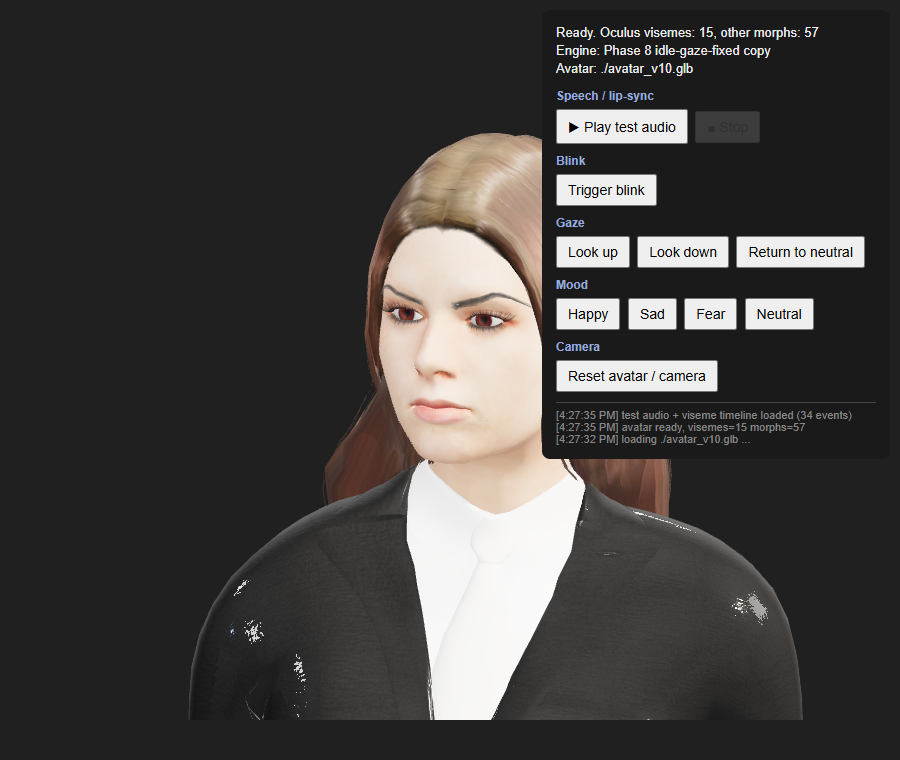 Ready. Oculus visemes: 15, other morphs: 57
Engine: Phase 8 idle-gaze-fixed copy
Avatar: ./avatar_v10.glb
Speech / lip-sync
▶ Play test audio ■ Stop
Blink
Trigger blink
Gaze
Look up Look down Return to neutral
Mood
Happy Sad Fear Neutral
Camera
Reset avatar / camera
[4:27:35 PM] test audio + viseme timeline loaded (34 events)
[4:27:35 PM] avatar ready, visemes=15 morphs=57
[4:27:32 PM] loading ./avatar_v10.glb ...